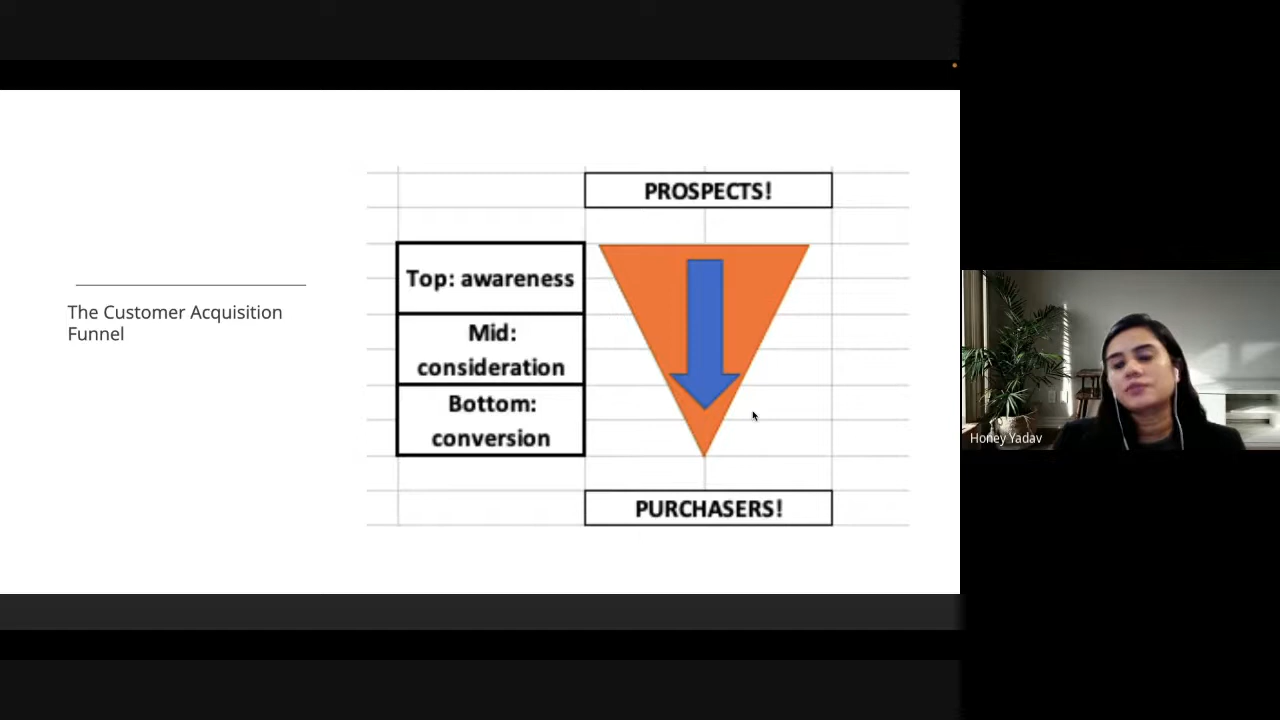 The Customer Acquisition
Funnel
PROSPECTS!
Top: awareness
Mid:
consideration
Bottom:
conversion
PURCHASERS!
Honey Yadav